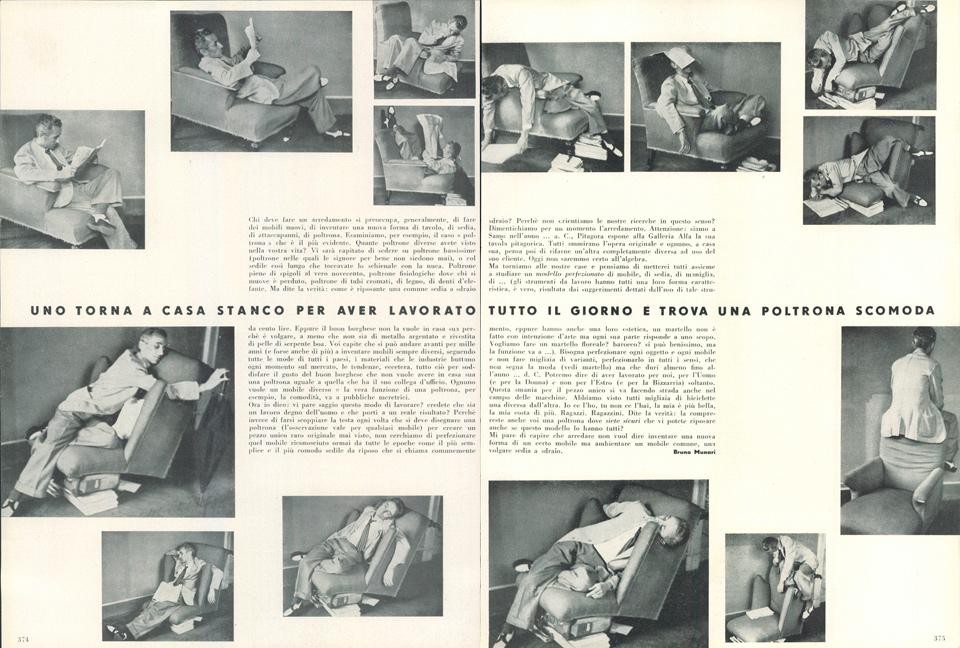 Chi deve fare un arredamento si preoccupa, generalmente, di fare
dei mobili nuovi, di inventare una nuova forma di tavolo, di sedia,
di attaccapanni, di poltrona. Esaminiamo, per esempio, il caso « pol-
trona » che è il più evidente. Quante poltrone diverse avete visto
nella vostra vita? Vi sarà capitato di sedere su poltrone bassissime
(poltrone nelle quali le signore per bene non siedono mai), o col
sedile così lungo che toccavate lo schienale con la nuca. Poltrone
piene di spigoli al vero novecento, poltrone fisiologiche dove chi si
muove è perduto, poltrone di tubi cromati, di legno, di denti d'ele-
fante. Ma dite la verità: come è riposante una comune sedia a sdraio
UNO TORNA A CASA STANCO PER AVER LAVORATO TUTTO IL GIORNO E TROVA UNA POLTRONA SCOMODA
da cento lire. Eppure il buon borghese non la vuole in casa sua per-
chè è volgare, a meno che non sia di metallo argentato e rivestita
di pelle di serpente boa. Voi capite che si può andare avanti per mille
anni (e forse anche di più) a inventare mobili sempre diversi, seguendo
tutte le mode di tutti i paesi, i materiali che le industrie buttano
ogni momento sul mercato, le tendenze, eccetera, tutto ciò per sod-
disfare il gusto del buon borghese che non vuole avere in casa sua
una poltrona uguale a quella che ha il suo collega d'ufficio. Ognuno
vuole un mobile diverso e la vera funzione di una poltrona, per
esempio, la comodità, va a pubbliche meretrici.
Ora io dico: vi pare saggio questo modo di lavorare? credete che sia
un lavoro degno dell'uomo e che porti a un reale risultato? Perchè
invece di farsi scoppiare la testa ogni volta che si deve disegnare una
poltrona (l'osservazione vale per qualsiasi mobile) per creare un
pezzo unico raro originale mai visto, non cerchiamo di perfezionare
quel mobile riconosciuto ormai da tutte le epoche come il più sem-
plice e il più comodo sedile da riposo che si chiama comunemente
374
sdraio? Perchè non orientiamo le nostre ricerche in questo senso?
Dimentichiamo per un momento l'arredamento. Attenzione: siamo a
Samo nell'anno ... a. C., Pitagora espone alla Galleria Alfa la sua
tavola pitagorica. Tutti ammirano l'opera originale e ognuno, a casa
sua, pensa poi di rifarne un'altra completamente diversa ad uso del
suo cliente. Oggi non saremmo certo all'algebra.
Ma torniamo alle nostre case e pensiamo di metterci tutti assieme
a studiare un modello perfezionato di mobile, di sedia, di maniglia,
di ... (gli strumenti da lavoro hanno tutti una loro forma caratte-
ristica, è vero, risultata dai suggerimenti dettati dall'uso di tale stru-
mento, eppure hanno anche una loro estetica, un martello non è
fatto con intenzione d'arte ma ogni sua parte risponde a uno scopo.
Vogliamo fare un martello floreale? barocco? si può benissimo, ma
la funzione va a ...). Bisogna perfezionare ogni oggetto e ogni mobile
e non fare migliaia di varianti, perfezionarlo in tutti i sensi, che
non segna la moda (vedi martello) ma che duri almeno fino al-
l'anno ... d. C. Potremo dire di aver lavorato per noi, per l'Uomo
(e per la Donna) e non per l'Estro (e per la Bizzarria) soltanto.
Questa smania per il pezzo unico si va facendo strada anche nel
campo delle macchine. Abbiamo visto tutti migliaia di biciclette
una diversa dall'altra. Io ce l'ho, tu non ce l'hai, la mia è più bella,
la mia costa di più. Ragazzi, Ragazzini. Dite la verità: la compre-
reste anche voi una poltrona dove siete sicuri che vi potete riposare
anche se questo modello lo hanno tutti?
Mi pare di capire che arredare non vuol dire inventare una nuova
forma di un certo mobile ma ambientare un mobile comune, una
volgare sedia a sdraio.
Bruno Munari
375